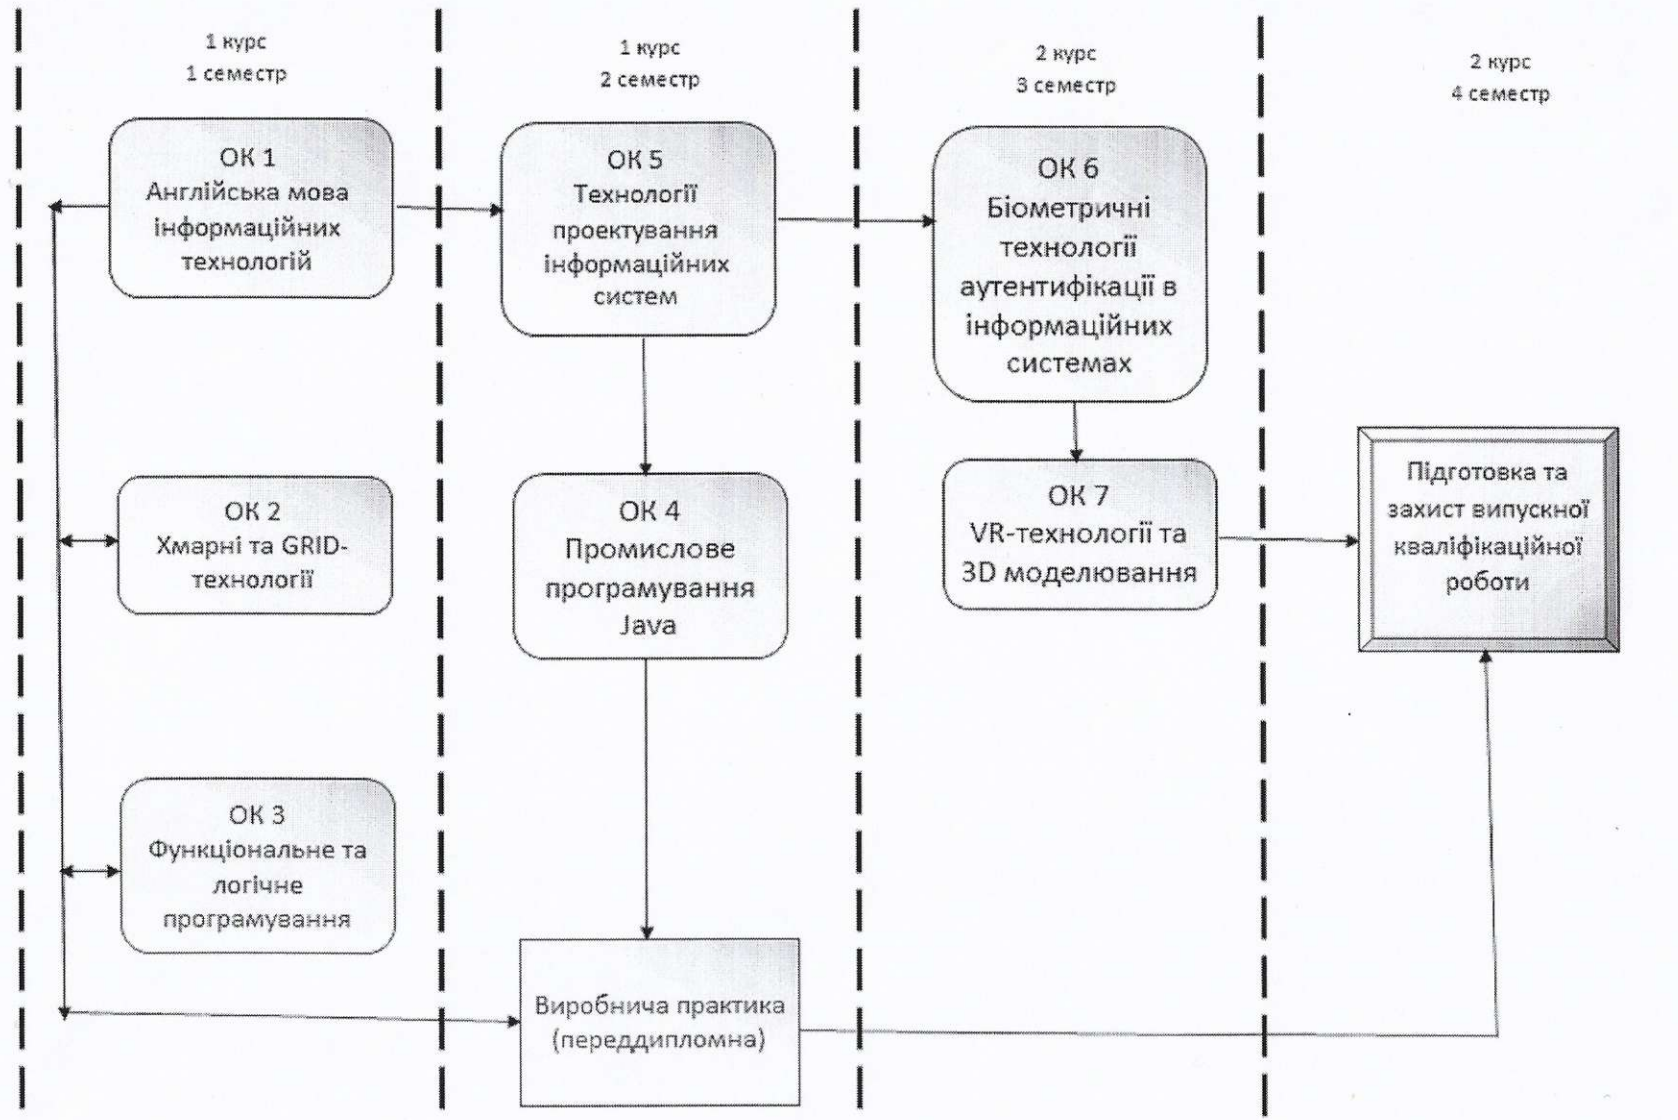 1 курс
1 семестр
ОК 1
Англійська мова
інформаційних
технологій
ОК 2
Хмарні та GRID-
технології
ОК 3
Функціональне та
логічне
програмування
1 курс
2 семестр
ОК 5
Технології
проектування
інформаційних
систем
ОК 4
Промислове
програмування
Java
Виробнича практика
(переддипломна)
2 курс
3 семестр
ОК 6
Біометричні
технології
аутентифікації в
інформаційних
системах
ОК 7
VR-технології та
3D моделювання
2 курс
4 семестр
Підготовка та
захист випускної
кваліфікаційної
роботи